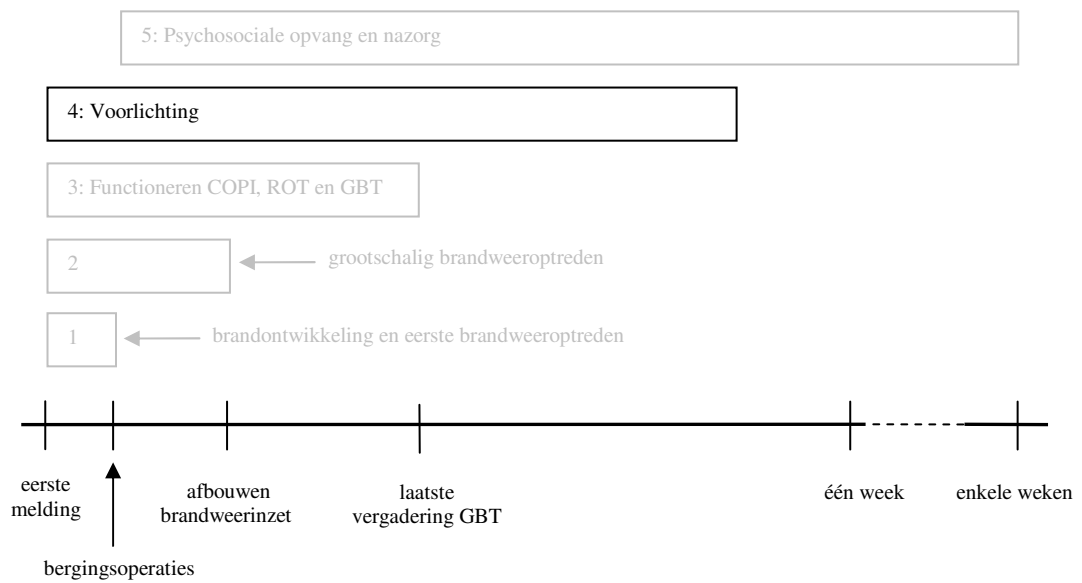 5: Psychosociale opvang en nazorg
4: Voorlichting
3: Functioneren COPI, ROT en GBT
2
grootschalig brandweeroptreden
1
brandontwikkeling en eerste brandweeroptreden
eerste
melding
afbouwen
brandweerinzet
laatste
vergadering GBT
één week
enkele weken
bergingsoperaties